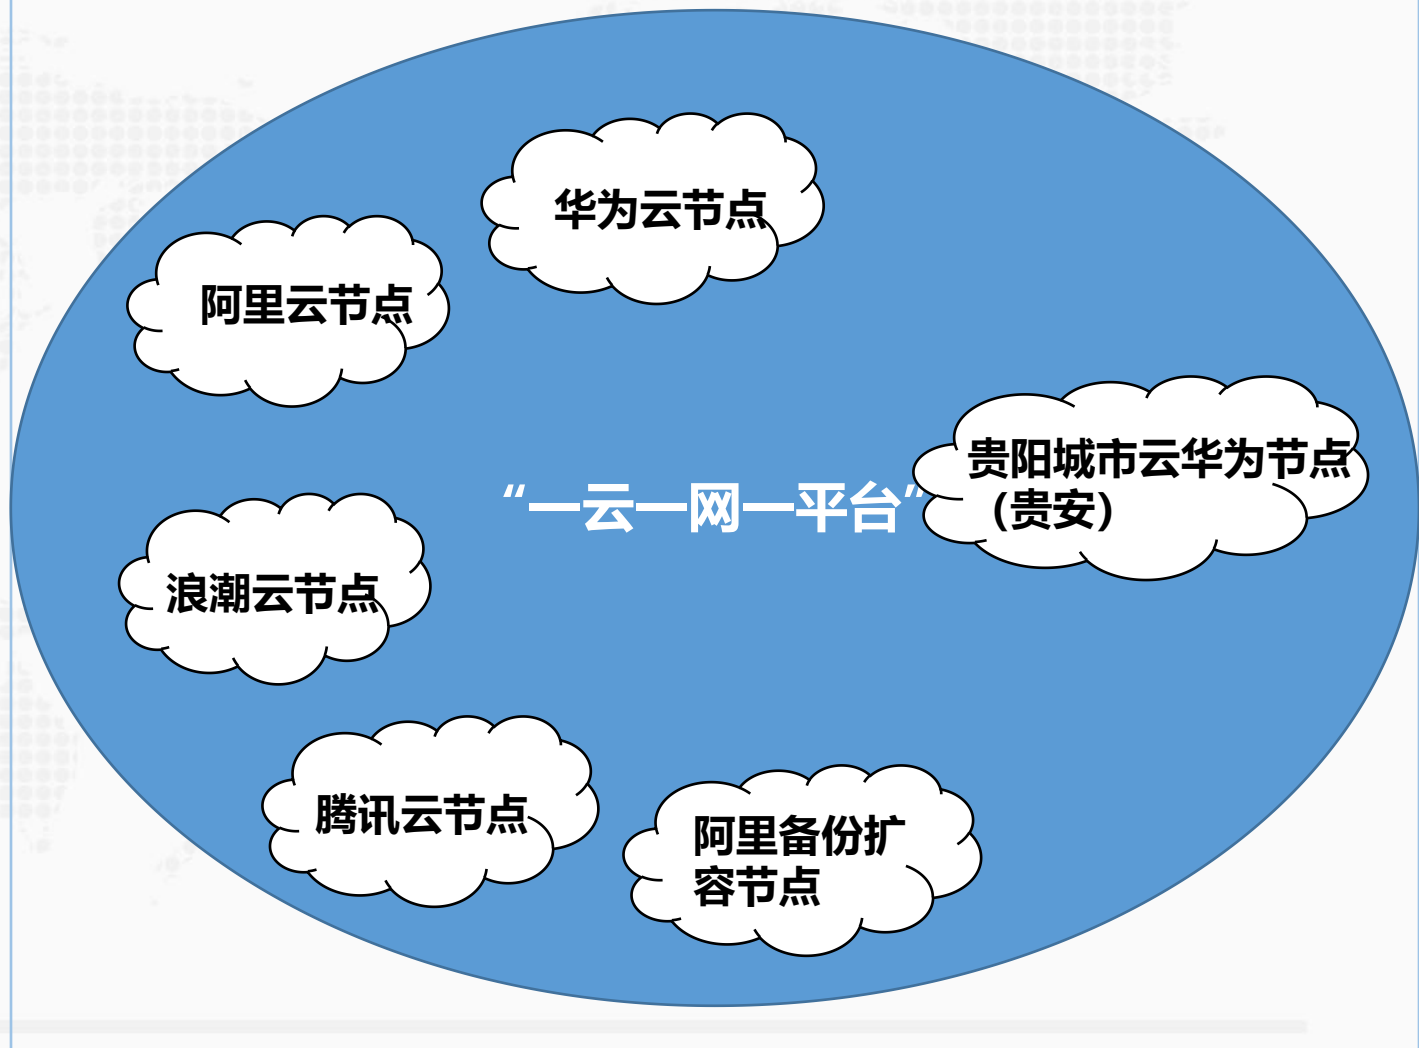 华为云节点
阿里云节点
贵阳城市云华为节点
（贵安）
“一云一网一平台”
浪潮云节点
腾讯云节点
阿里备份扩
容节点